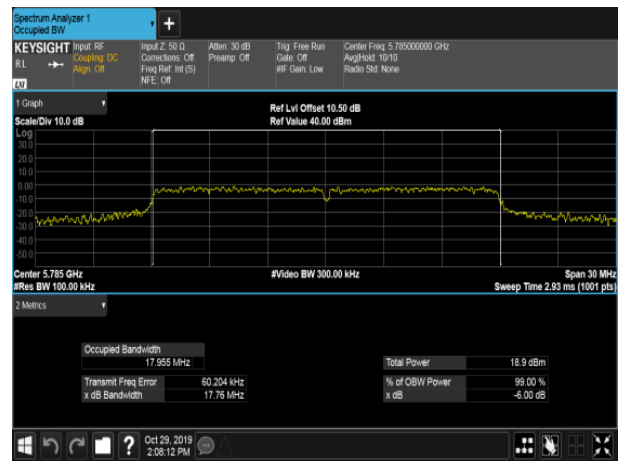 Spectrum Analyzer 1
Occupied BW
+
KEYSIGHT Input: RF Input Z: 50 Ω Atten: 30 dB Trig: Free Run Center Freq: 5.785000000 GHz
RL Coupling: DC Corrections: Off Preamp: Off Gate: Off Avg|Hold: 10/10
Align: Off Freq Ref: Int (S) #IF Gain: Low Radio Std: None
LXI NFE: Off
1 Graph
Ref Lvl Offset 10.50 dB
Scale/Div 10.0 dB Ref Value 40.00 dBm
Log
30.0
20.0
10.0
0.00
-10.0
-20.0
-30.0
-40.0
-50.0
Center 5.785 GHz #Video BW 300.00 kHz Span 30 MHz
#Res BW 100.00 kHz Sweep Time 2.93 ms (1001 pts)
2 Metrics
Occupied Bandwidth
17.955 MHz Total Power 18.9 dBm
Transmit Freq Error 60.204 kHz % of OBW Power 99.00 %
x dB Bandwidth 17.76 MHz x dB -6.00 dB
? Oct 29, 2019
2:08:12 PM